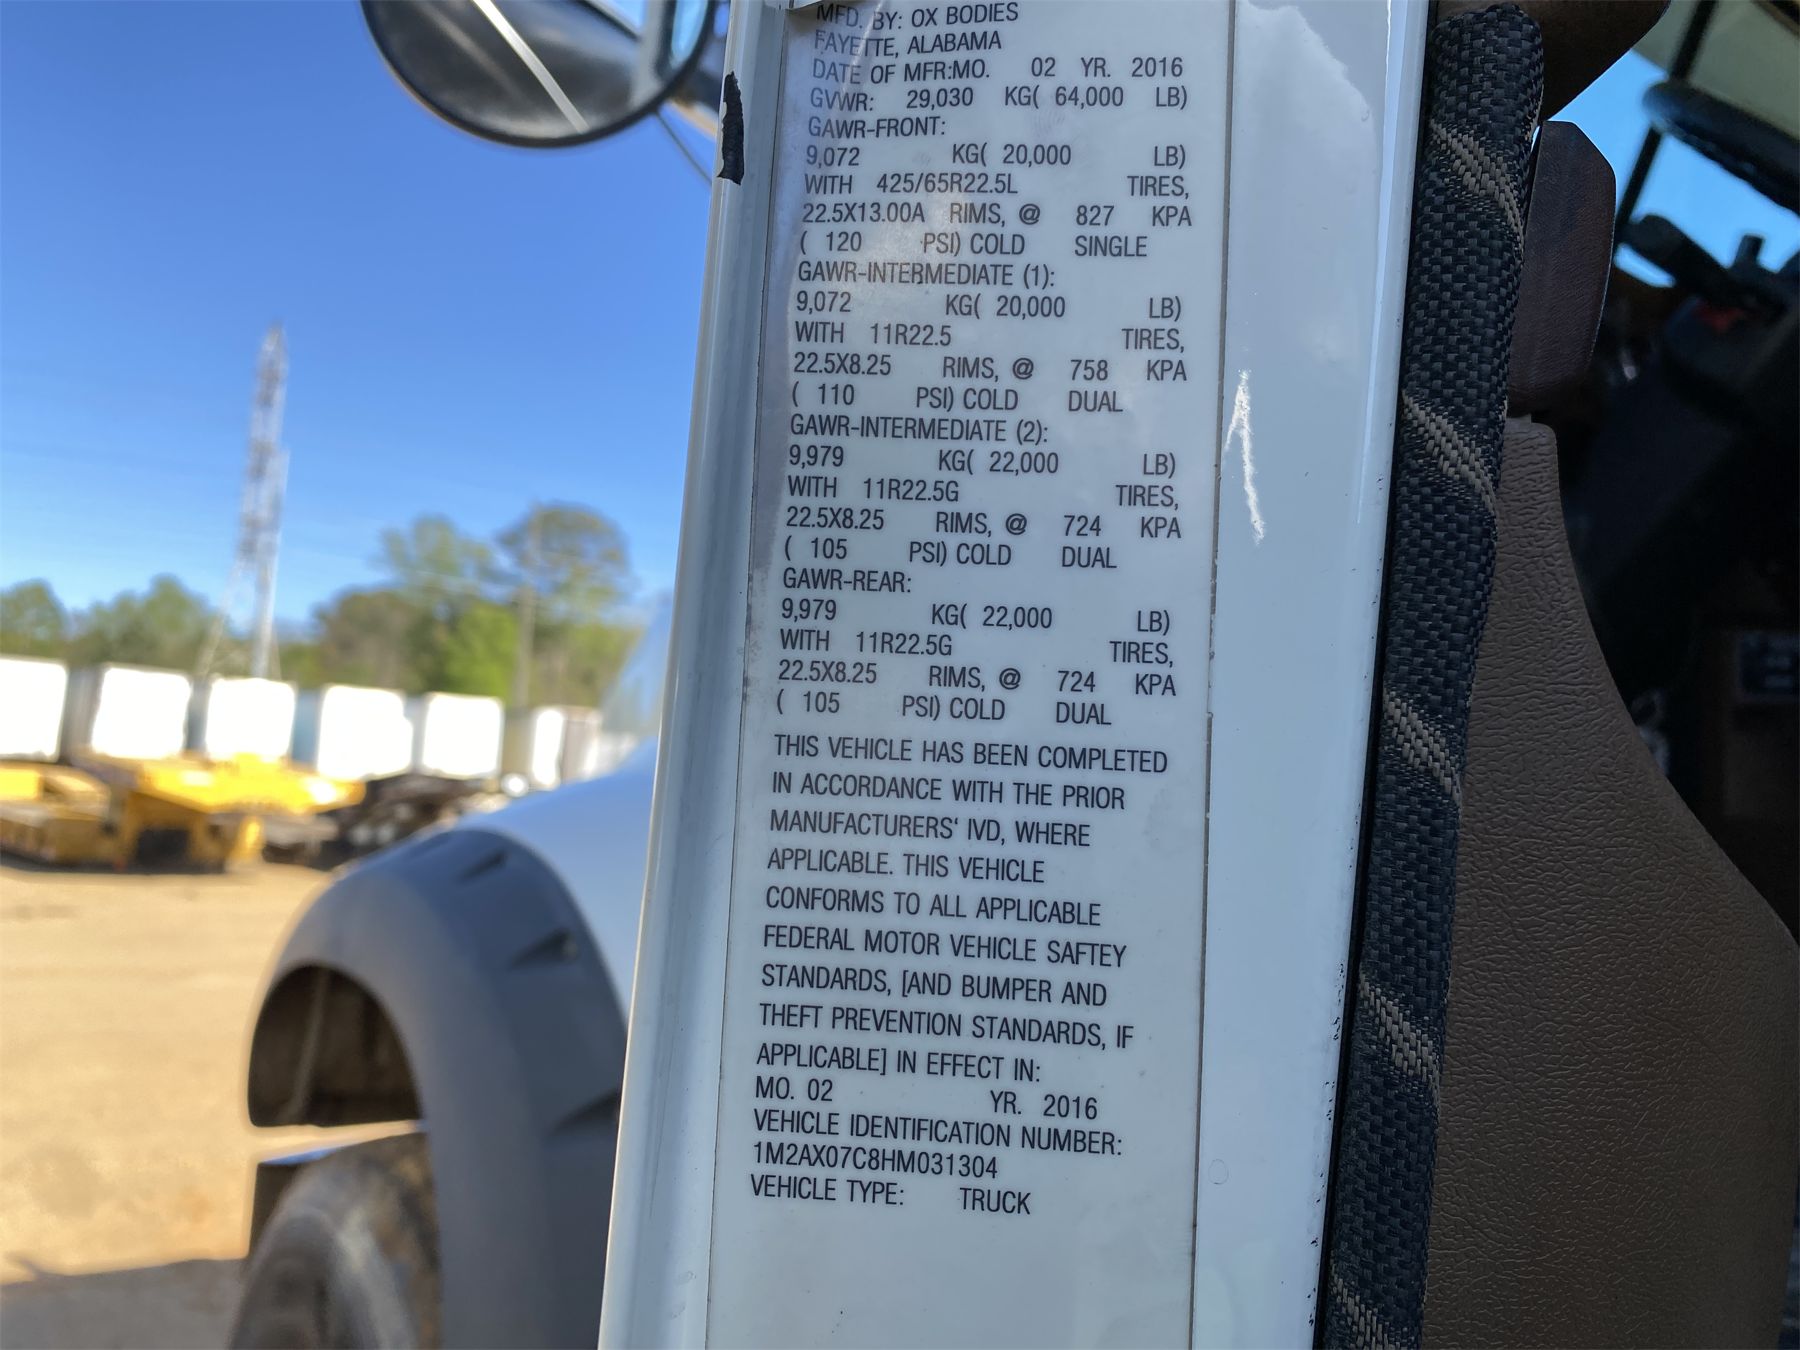 MFD. BY: OX BODIES
FAYETTE, ALABAMA
DATE OF MFR:MO. 02 YR. 2016
GVWR: 29,030 KG( 64,000 LB)
GAWR-FRONT:
9,072 KG( 20,000 LB)
WITH 425/65R22.5L TIRES,
22.5X13.00A RIMS, @ 827 KPA
( 120 PSI) COLD SINGLE
GAWR-INTERMEDIATE (1):
9,072 KG( 20,000 LB)
WITH 11R22.5 TIRES,
22.5X8.25 RIMS, @ 758 KPA
( 110 PSI) COLD DUAL
GAWR-INTERMEDIATE (2):
9,979 KG( 22,000 LB)
WITH 11R22.5G TIRES,
22.5X8.25 RIMS, @ 724 KPA
( 105 PSI) COLD DUAL
GAWR-REAR:
9,979 KG( 22,000 LB)
WITH 11R22.5G TIRES,
22.5X8.25 RIMS, @ 724 KPA
( 105 PSI) COLD DUAL
THIS VEHICLE HAS BEEN COMPLETED
IN ACCORDANCE WITH THE PRIOR
MANUFACTURERS' IVD, WHERE
APPLICABLE. THIS VEHICLE
CONFORMS TO ALL APPLICABLE
FEDERAL MOTOR VEHICLE SAFTEY
STANDARDS, [AND BUMPER AND
THEFT PREVENTION STANDARDS, IF
APPLICABLE] IN EFFECT IN:
MO. 02 YR. 2016
VEHICLE IDENTIFICATION NUMBER:
1M2AX07C8HM031304
VEHICLE TYPE: TRUCK